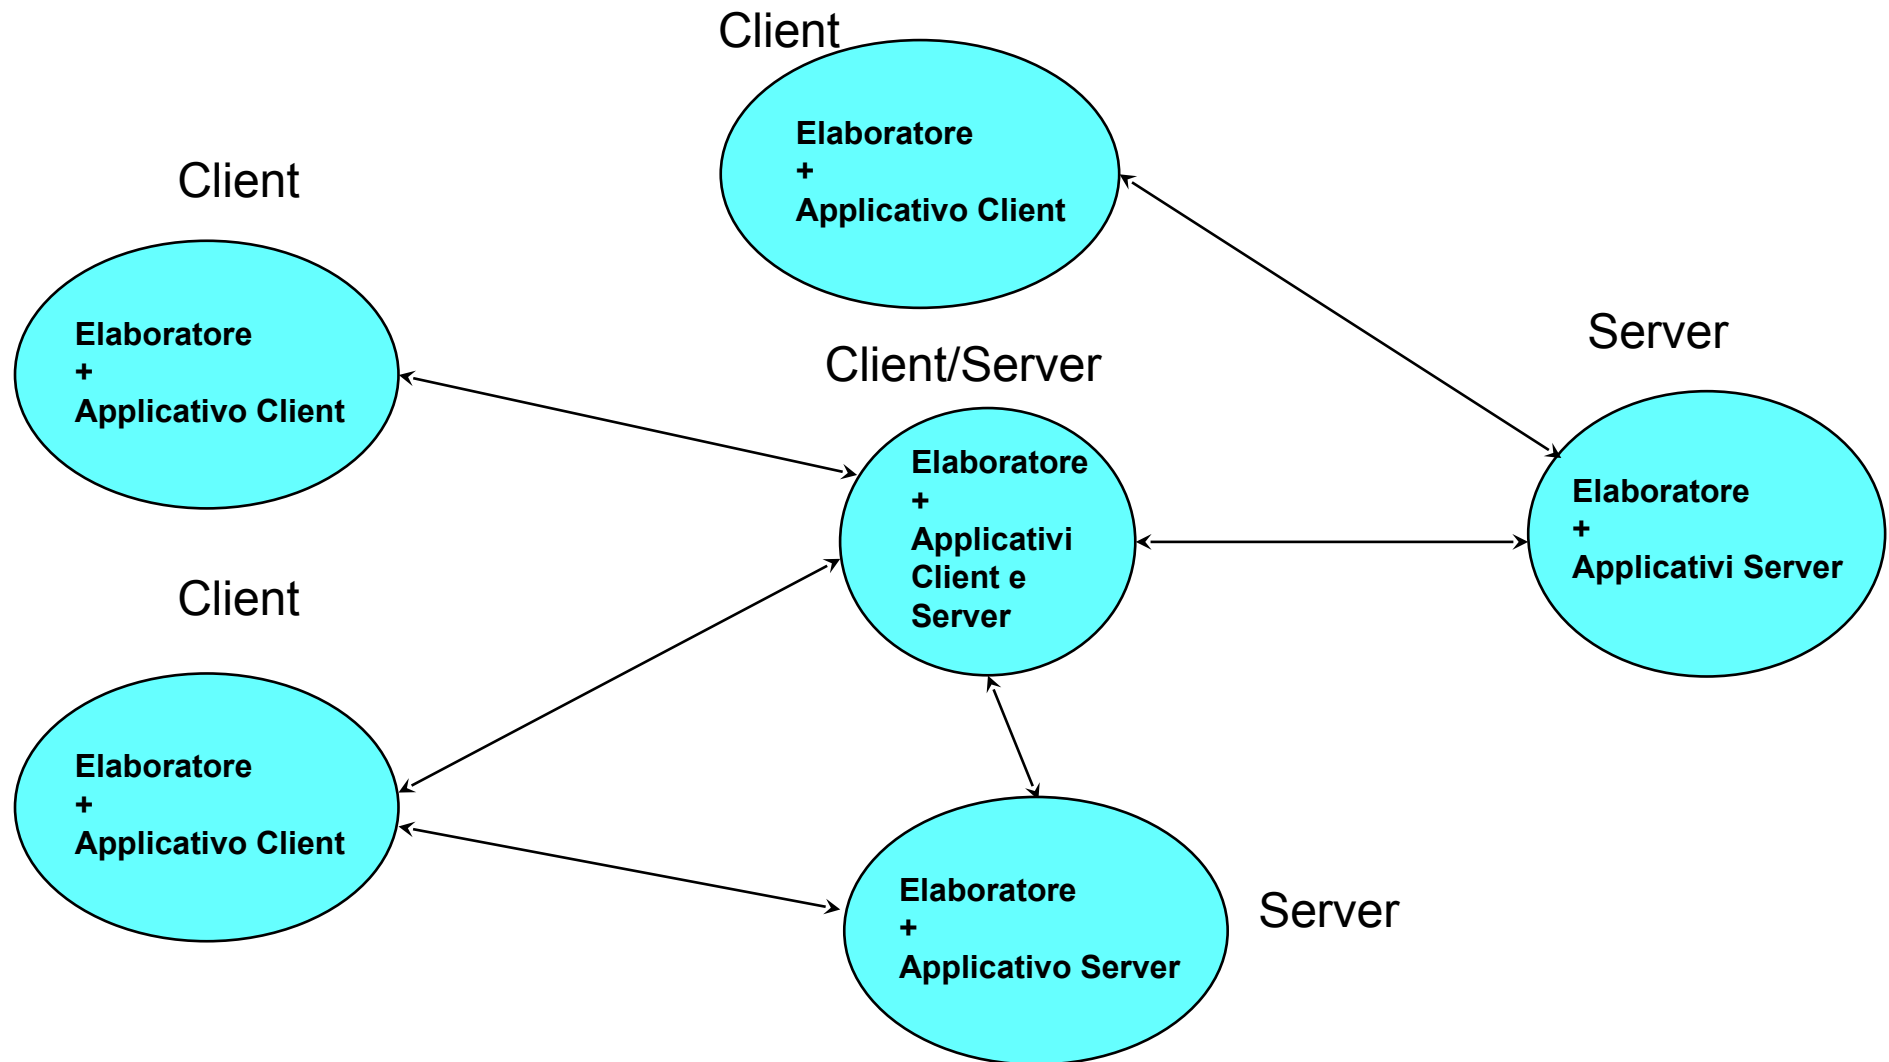 Client
Elaboratore
+
Applicativo Client
Client
Elaboratore
+
Applicativo Client
Server
Client/Server
Elaboratore
+
Applicativi
Client e
Server
Elaboratore
+
Applicativi Server
Client
Elaboratore
+
Applicativo Client
Elaboratore
+
Applicativo Server
Server